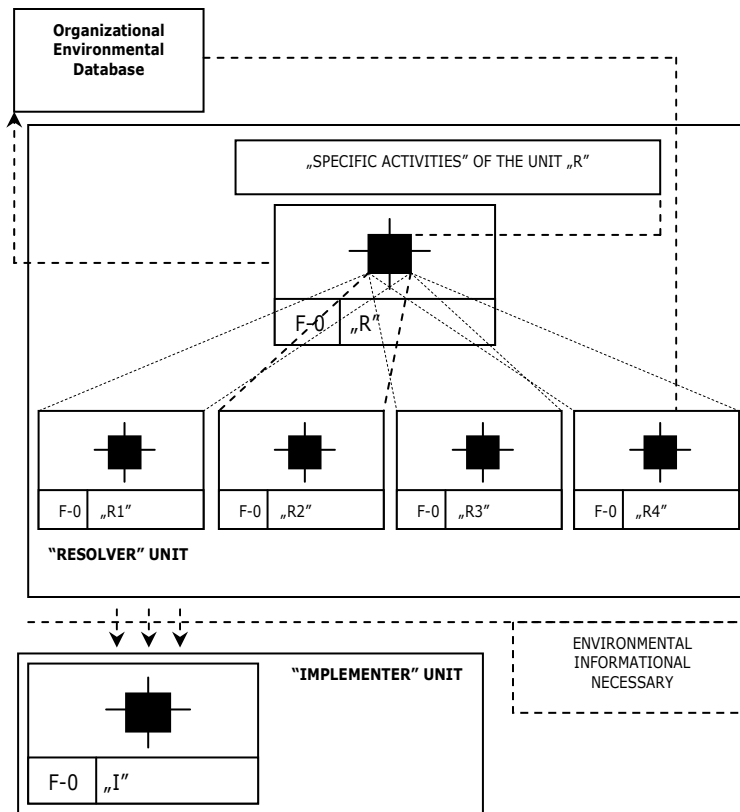 Organizational
Environmental
Database
„SPECIFIC ACTIVITIES” OF THE UNIT „R”
F-0 „R”
F-0 „R1”
F-0 „R2”
F-0 „R3”
F-0 „R4”
“RESOLVER” UNIT
ENVIRONMENTAL
INFORMATIONAL
NECESSARY
“IMPLEMENTER” UNIT
F-0 „I”